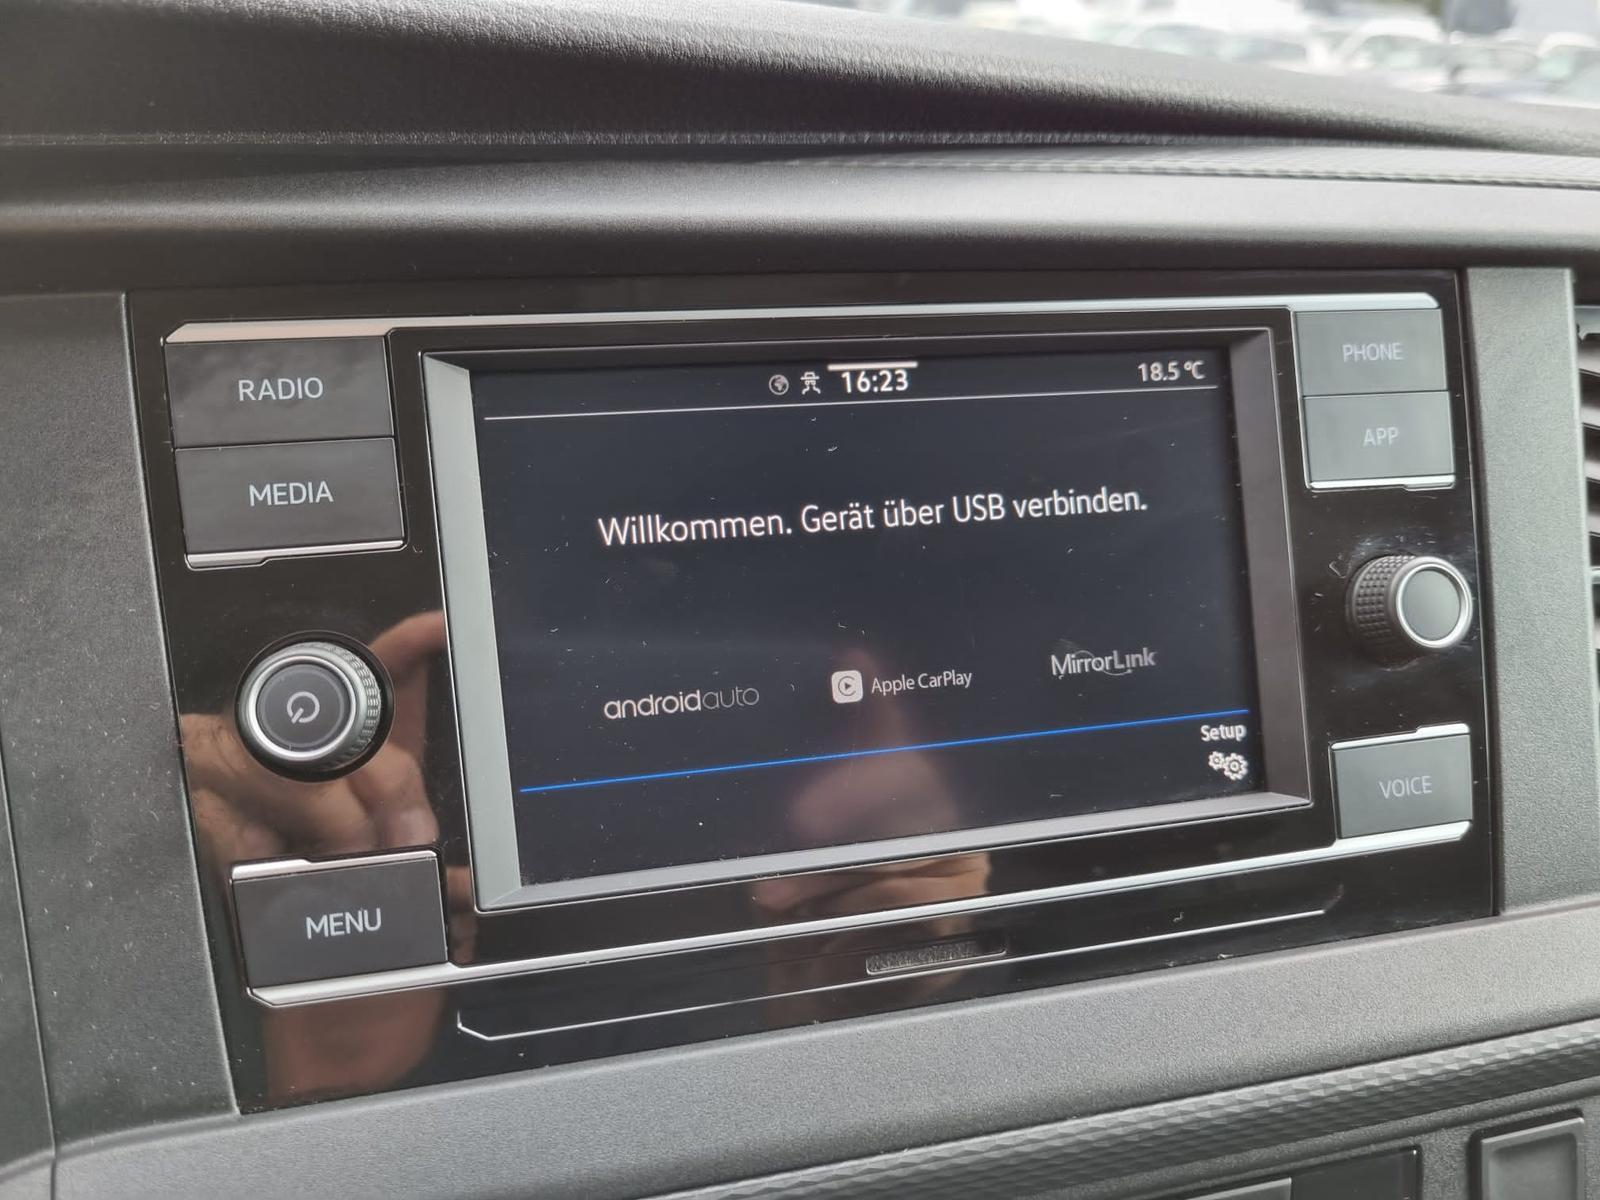 RADIO
MEDIA
MENU
16:23
18.5°C
Willkommen. Gerät über USB verbinden.
androidauto
Apple CarPlay
MirrorLink
Setup
PHONE
APP
VOICE